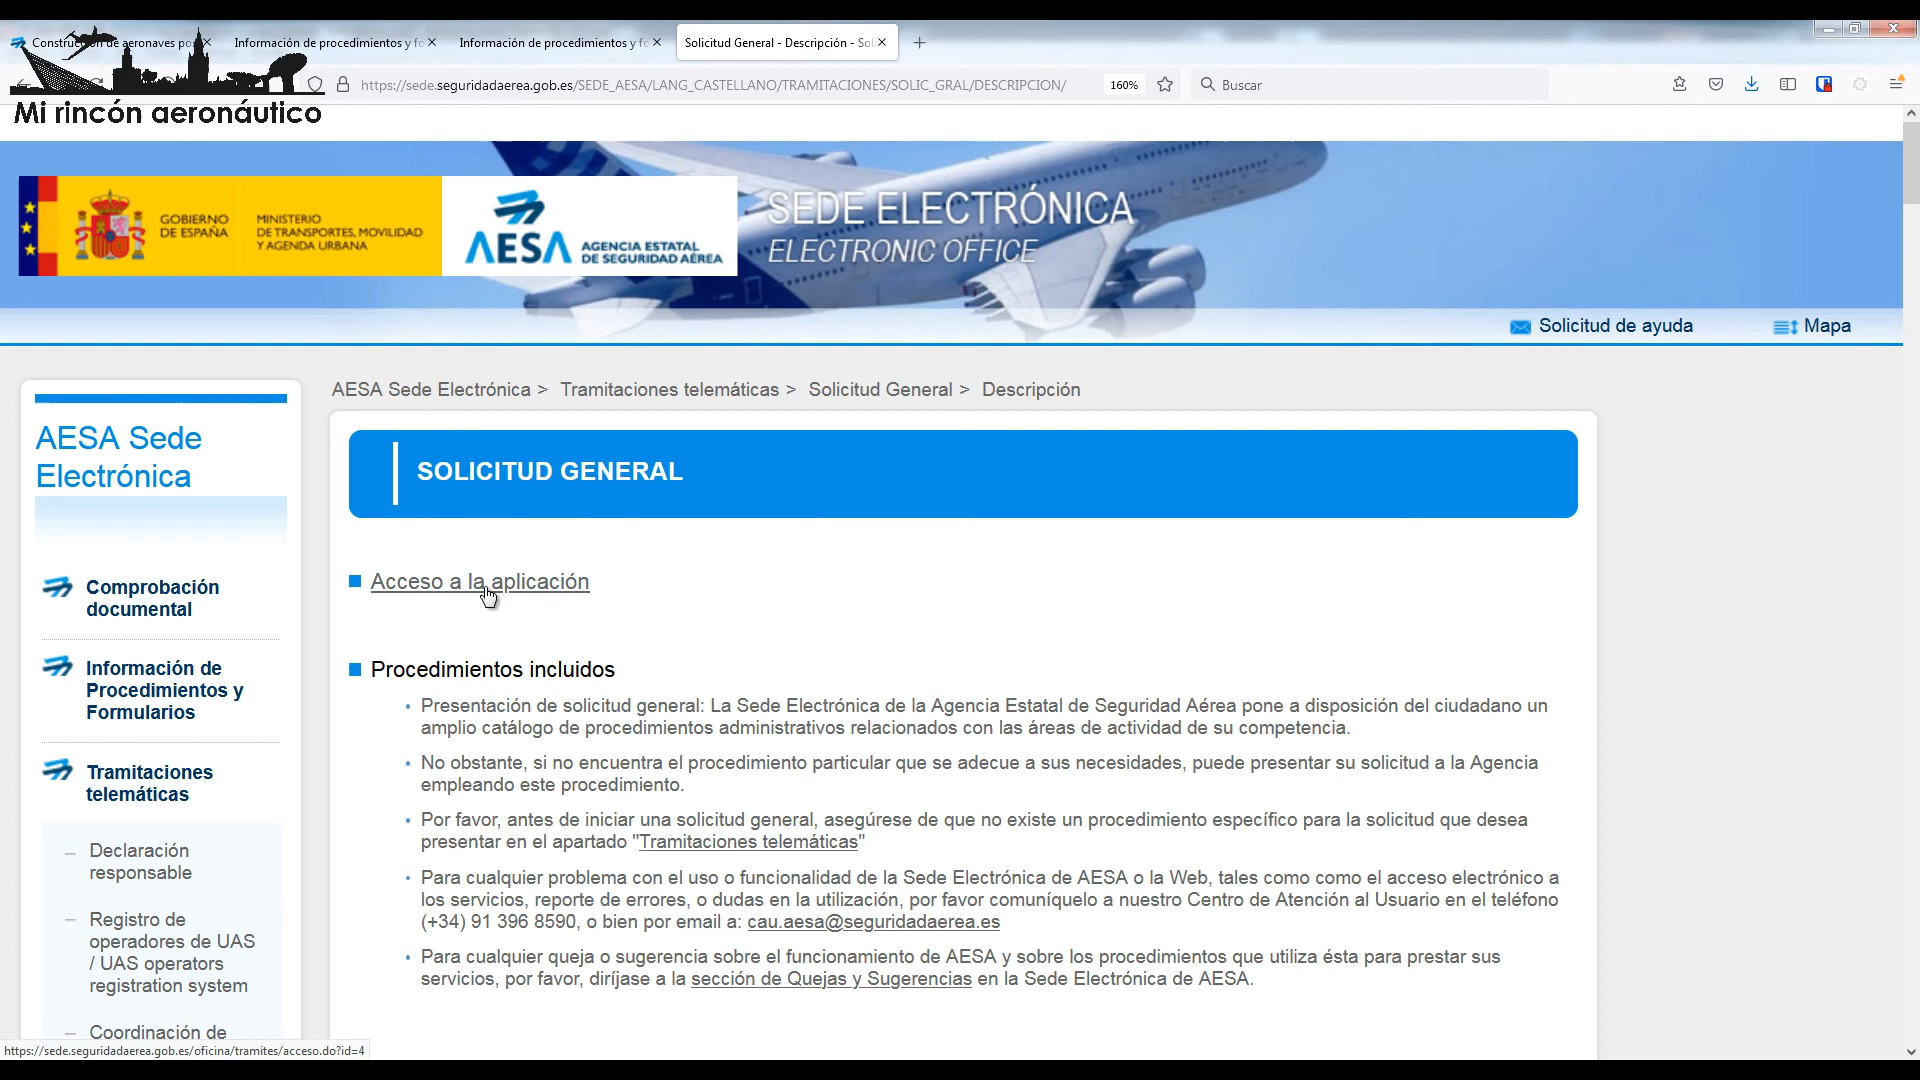 Construcción de aeronaves po
Información de procedimientos y fo
Información de procedimientos y fo
Solicitud General - Descripción - Sol
https://sede.seguridadaerea.gob.es/SEDE_AESA/LANG_CASTELLANO/TRAMITACIONES/SOLIC_GRAL/DESCRIPCION/
160%
Buscar
Mi rincón aeronáutico
GOBIERNO
DE ESPAÑA
MINISTERIO
DE TRANSPORTES, MOVILIDAD
Y AGENDA URBANA
AESA
AGENCIA ESTATAL
DE SEGURIDAD AÉREA
SEDE ELECTRÓNICA
ELECTRONIC OFFICE
Solicitud de ayuda
Mapa
AESA Sede Electrónica > Tramitaciones telemáticas > Solicitud General > Descripción
AESA Sede
Electrónica
Comprobación
documental
Información de
Procedimientos y
Formularios
Tramitaciones
telemáticas
– Declaración
responsable
– Registro de
operadores de UAS
/ UAS operators
registration system
– Coordinación de
SOLICITUD GENERAL
Acceso a la aplicación
Procedimientos incluidos
Presentación de solicitud general: La Sede Electrónica de la Agencia Estatal de Seguridad Aérea pone a disposición del ciudadano un
amplio catálogo de procedimientos administrativos relacionados con las áreas de actividad de su competencia.
No obstante, si no encuentra el procedimiento particular que se adecue a sus necesidades, puede presentar su solicitud a la Agencia
empleando este procedimiento.
Por favor, antes de iniciar una solicitud general, asegúrese de que no existe un procedimiento específico para la solicitud que desea
presentar en el apartado "Tramitaciones telemáticas"
Para cualquier problema con el uso o funcionalidad de la Sede Electrónica de AESA o la Web, tales como como el acceso electrónico a
los servicios, reporte de errores, o dudas en la utilización, por favor comuníquelo a nuestro Centro de Atención al Usuario en el teléfono
(+34) 91 396 8590, o bien por email a: cau.aesa@seguridadaerea.es
Para cualquier queja o sugerencia sobre el funcionamiento de AESA y sobre los procedimientos que utiliza ésta para prestar sus
servicios, por favor, diríjase a la sección de Quejas y Sugerencias en la Sede Electrónica de AESA.
https://sede.seguridadaerea.gob.es/oficina/tramites/acceso.do?id=4